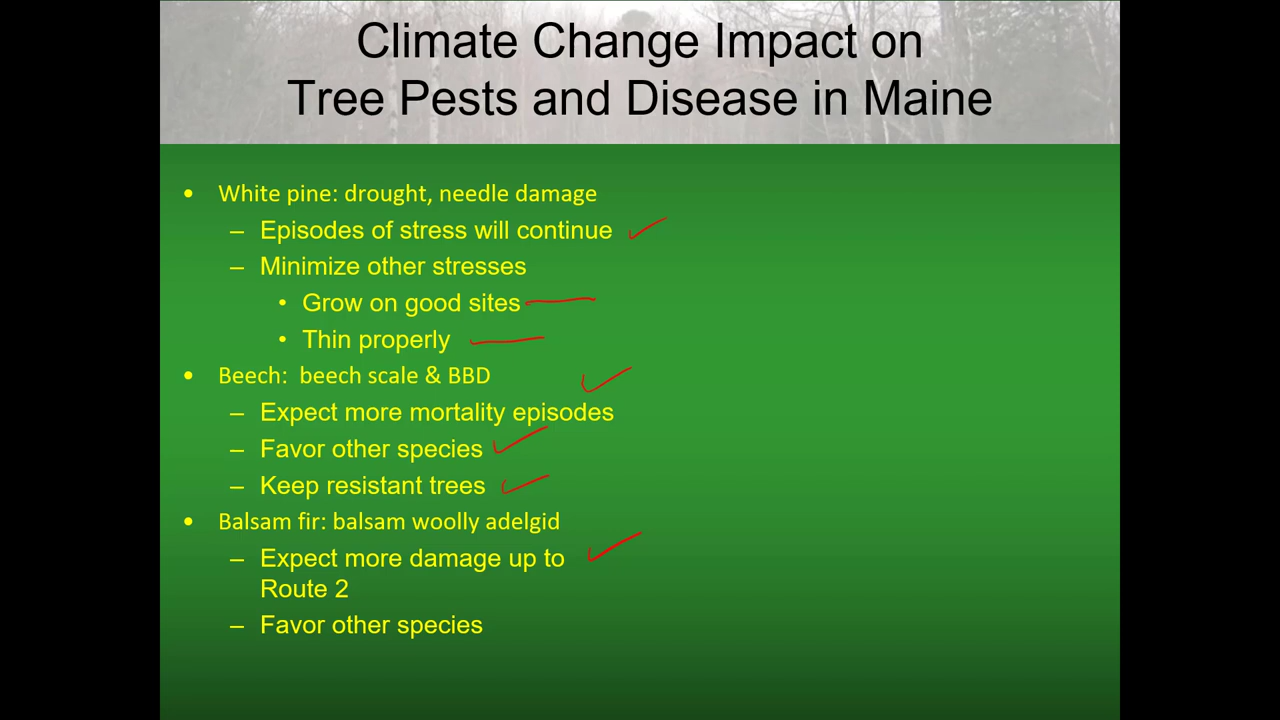 Climate Change Impact on
Tree Pests and Disease in Maine
• White pine: drought, needle damage
– Episodes of stress will continue
– Minimize other stresses
• Grow on good sites
• Thin properly
• Beech:  beech scale & BBD
– Expect more mortality episodes
– Favor other species
– Keep resistant trees
• Balsam fir: balsam woolly adelgid
– Expect more damage up to
Route 2
– Favor other species